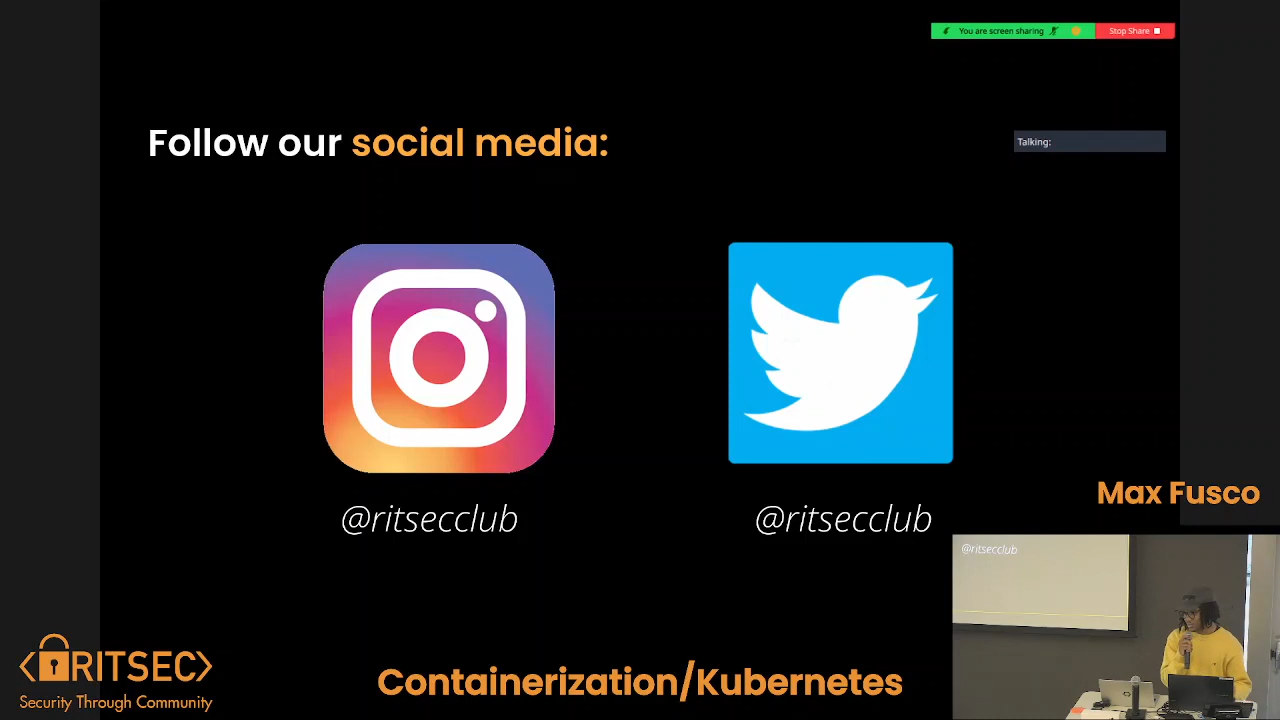 You are screen sharing
Stop Share
Follow our social media:
Talking:
@ritsecclub
@ritsecclub
Max Fusco
@ritsecclub
<RITSEC>
Security Through Community
Containerization/Kubernetes